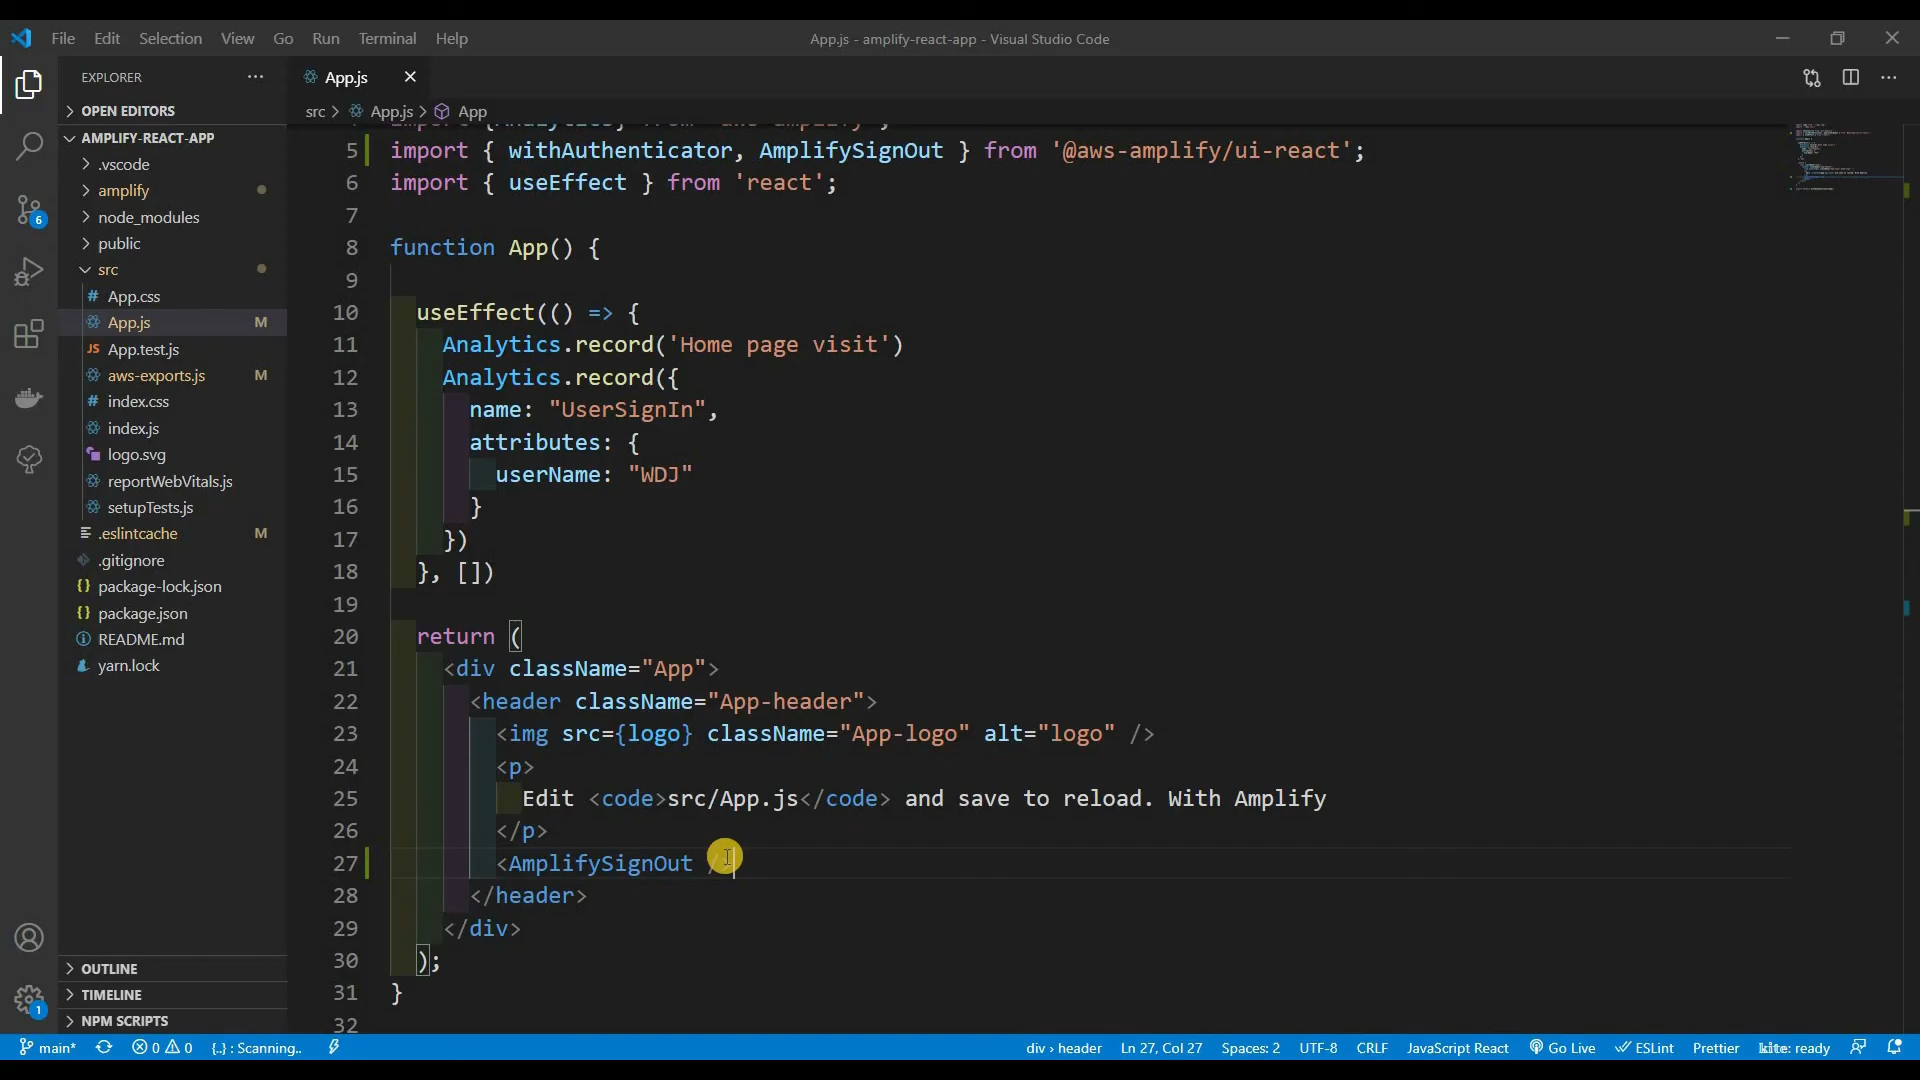 File Edit Selection View Go Run Terminal Help
App.js - amplify-react-app - Visual Studio Code
EXPLORER
OPEN EDITORS
AMPLIFY-REACT-APP
.vscode
amplify
node_modules
public
src
App.css
App.js M
App.test.js
aws-exports.js M
index.css
index.js
logo.svg
reportWebVitals.js
setupTests.js
.eslintcache M
.gitignore
package-lock.json
package.json
README.md
yarn.lock
OUTLINE
TIMELINE
NPM SCRIPTS
6
1
App.js
src > App.js > App
5 import { withAuthenticator, AmplifySignOut } from '@aws-amplify/ui-react';
6 import { useEffect } from 'react';
7
8 function App() {
9
10 useEffect(() => {
11 Analytics.record('Home page visit')
12 Analytics.record({
13 name: "UserSignIn",
14 attributes: {
15 userName: "WDJ"
16 }
17 })
18 }, [])
19
20 return (
21 <div className="App">
22 <header className="App-header">
23 <img src={logo} className="App-logo" alt="logo" />
24 <p>
25 Edit <code>src/App.js</code> and save to reload. With Amplify
26 </p>
27 <AmplifySignOut />
28 </header>
29 </div>
30 );
31 }
32
main* 0 0 {..} : Scanning..
div > header Ln 27, Col 27 Spaces: 2 UTF-8 CRLF JavaScript React Go Live ESLint Prettier kite: ready